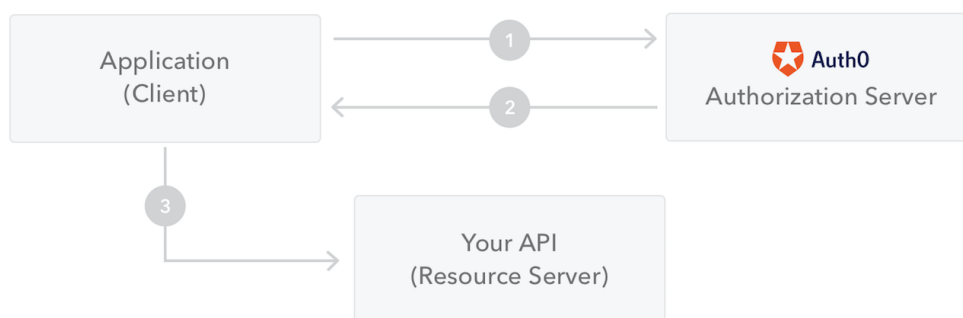 Application
(Client)
1
Auth0
Authorization Server
2
3
Your API
(Resource Server)